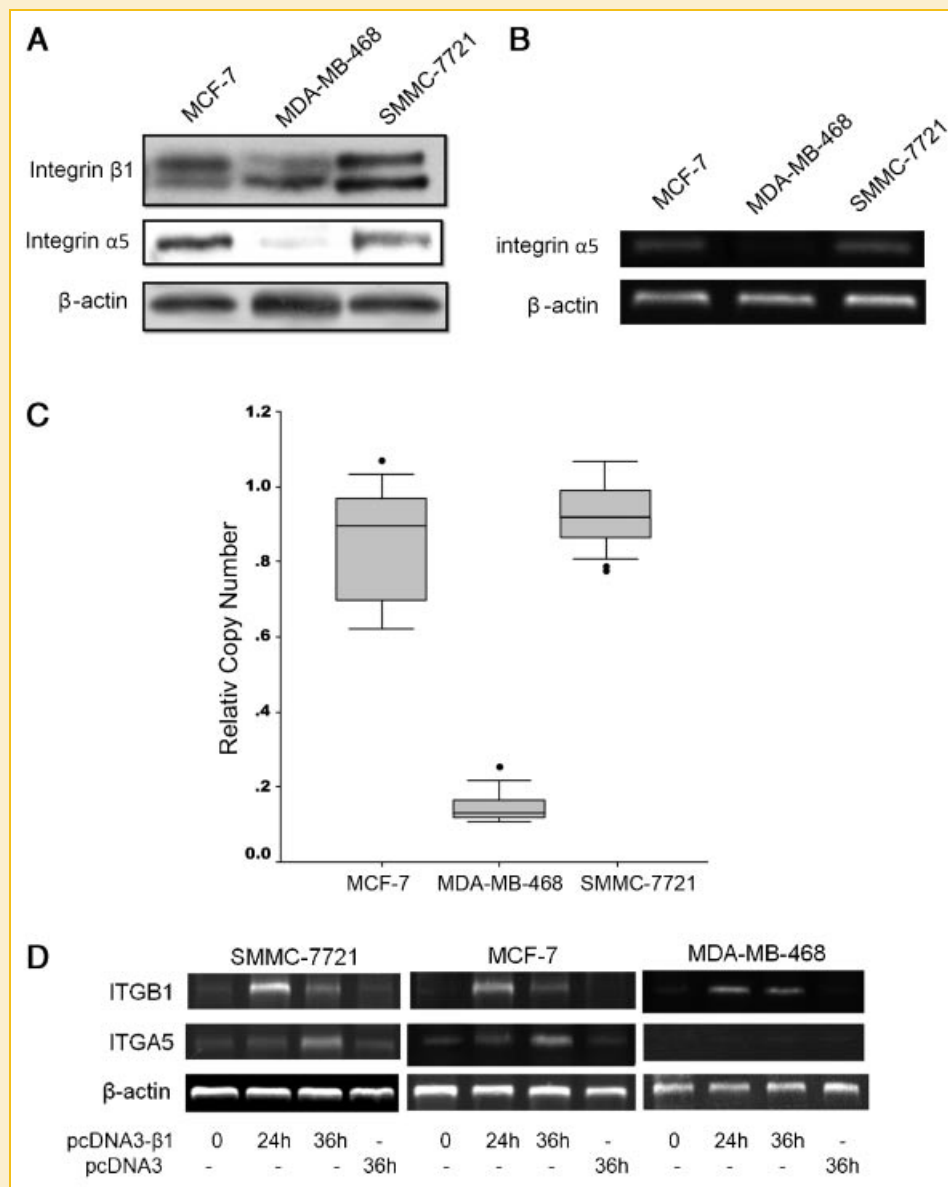 A
MCF-7
MDA-MB-468
SMMC-7721
Integrin β1
Integrin α5
β-actin
B
MCF-7
MDA-MB-468
SMMC-7721
integrin α5
β-actin
C
Relativ Copy Number
1.2
1.0
.8
.6
.4
.2
0.0
MCF-7 MDA-MB-468 SMMC-7721
D
SMMC-7721 MCF-7 MDA-MB-468
ITGB1
ITGA5
β-actin
pcDNA3-β1 0 24h 36h - 0 24h 36h - 0 24h 36h -
pcDNA3 - - - 36h - - - 36h - - - 36h